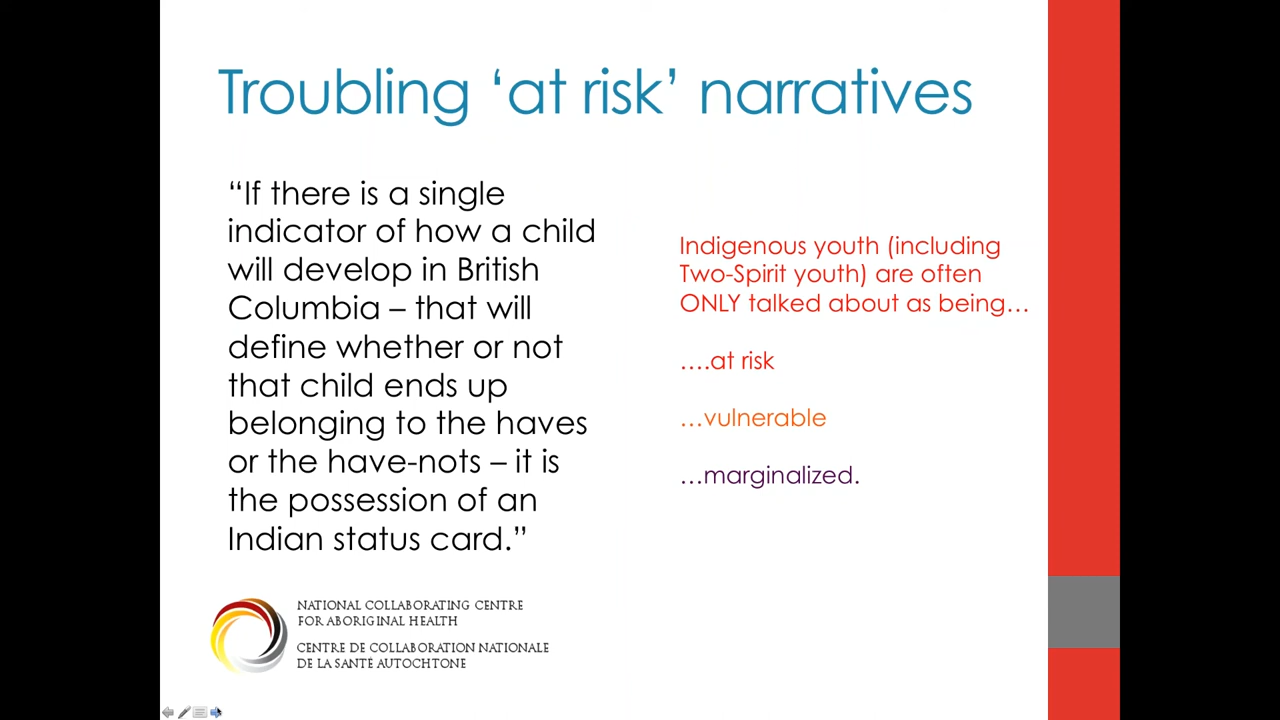 Troubling ‘at risk’ narratives
“If there is a single
indicator of how a child
will develop in British
Columbia – that will
define whether or not
that child ends up
belonging to the haves
or the have-nots – it is
the possession of an
Indian status card.”
Indigenous youth (including
Two-Spirit youth) are often
ONLY talked about as being…
….at risk
…vulnerable
…marginalized.
NATIONAL COLLABORATING CENTRE
FOR ABORIGINAL HEALTH
CENTRE DE COLLABORATION NATIONALE
DE LA SANTÉ AUTOCHTONE